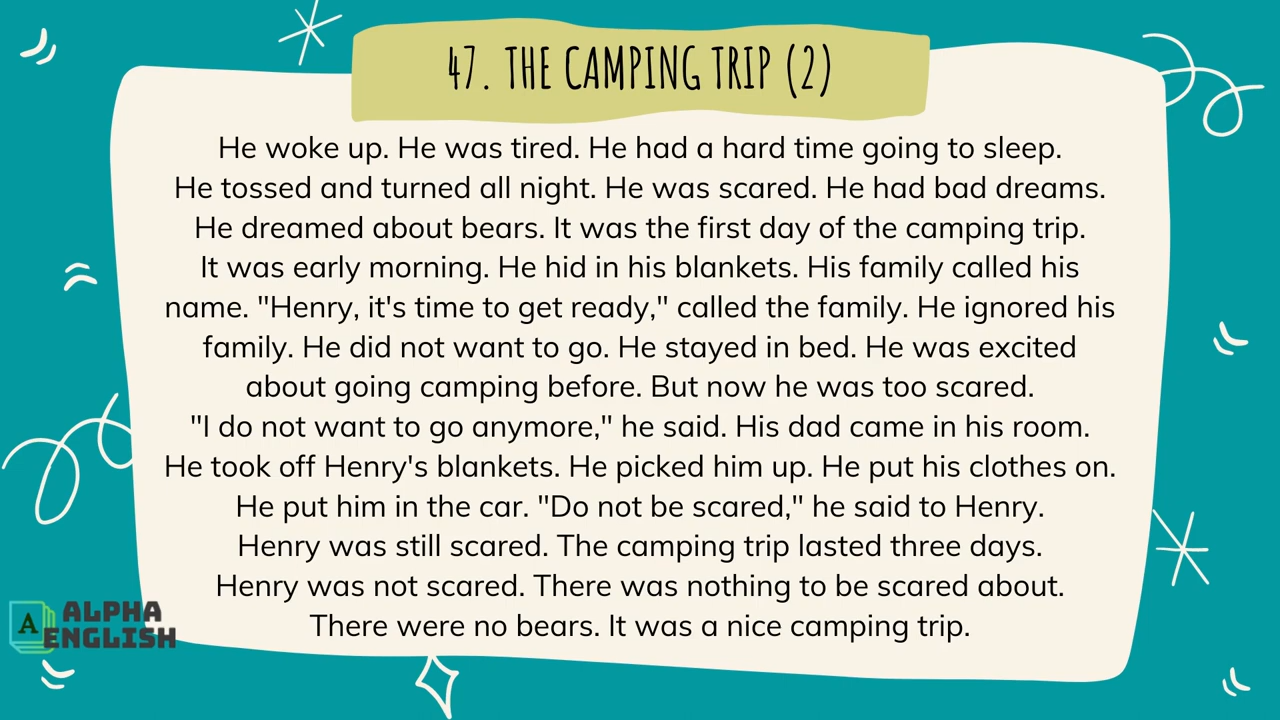 47. THE CAMPING TRIP (2)
He woke up. He was tired. He had a hard time going to sleep.
He tossed and turned all night. He was scared. He had bad dreams.
He dreamed about bears. It was the first day of the camping trip.
It was early morning. He hid in his blankets. His family called his
name. "Henry, it's time to get ready," called the family. He ignored his
family. He did not want to go. He stayed in bed. He was excited
about going camping before. But now he was too scared.
"I do not want to go anymore," he said. His dad came in his room.
He took off Henry's blankets. He picked him up. He put his clothes on.
He put him in the car. "Do not be scared," he said to Henry.
Henry was still scared. The camping trip lasted three days.
Henry was not scared. There was nothing to be scared about.
There were no bears. It was a nice camping trip.
A ALPHA
ENGLISH